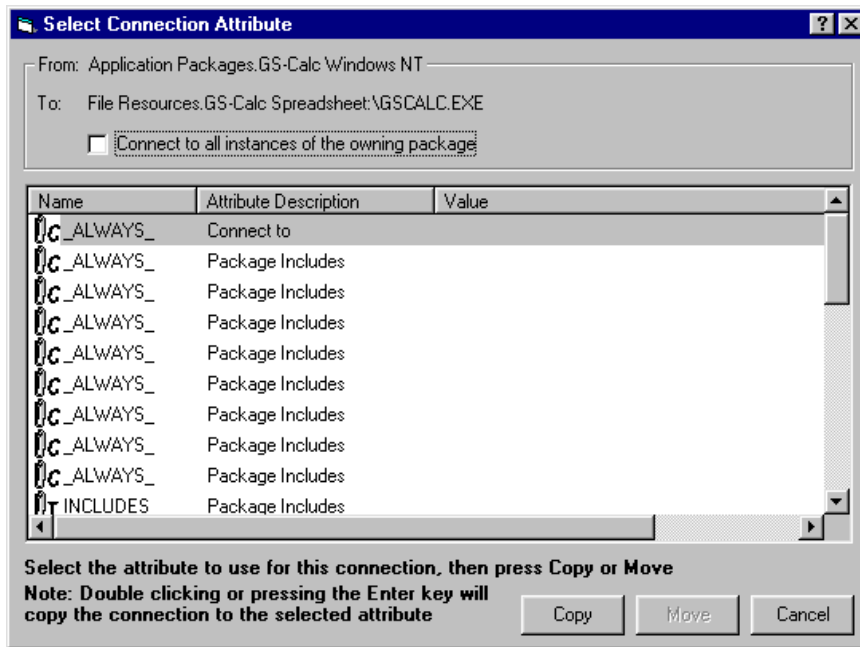 Select Connection Attribute
From: Application Packages.GS-Calc Windows NT
To: File Resources.GS-Calc Spreadsheet:\GSCALC.EXE
Connect to all instances of the owning package
Name Attribute Description Value
C _ALWAYS_ Connect to
C _ALWAYS_ Package Includes
C _ALWAYS_ Package Includes
C _ALWAYS_ Package Includes
C _ALWAYS_ Package Includes
C _ALWAYS_ Package Includes
C _ALWAYS_ Package Includes
C _ALWAYS_ Package Includes
C _ALWAYS_ Package Includes
T INCLUDES Package Includes
Select the attribute to use for this connection, then press Copy or Move
Note: Double clicking or pressing the Enter key will
copy the connection to the selected attribute
Copy Move Cancel